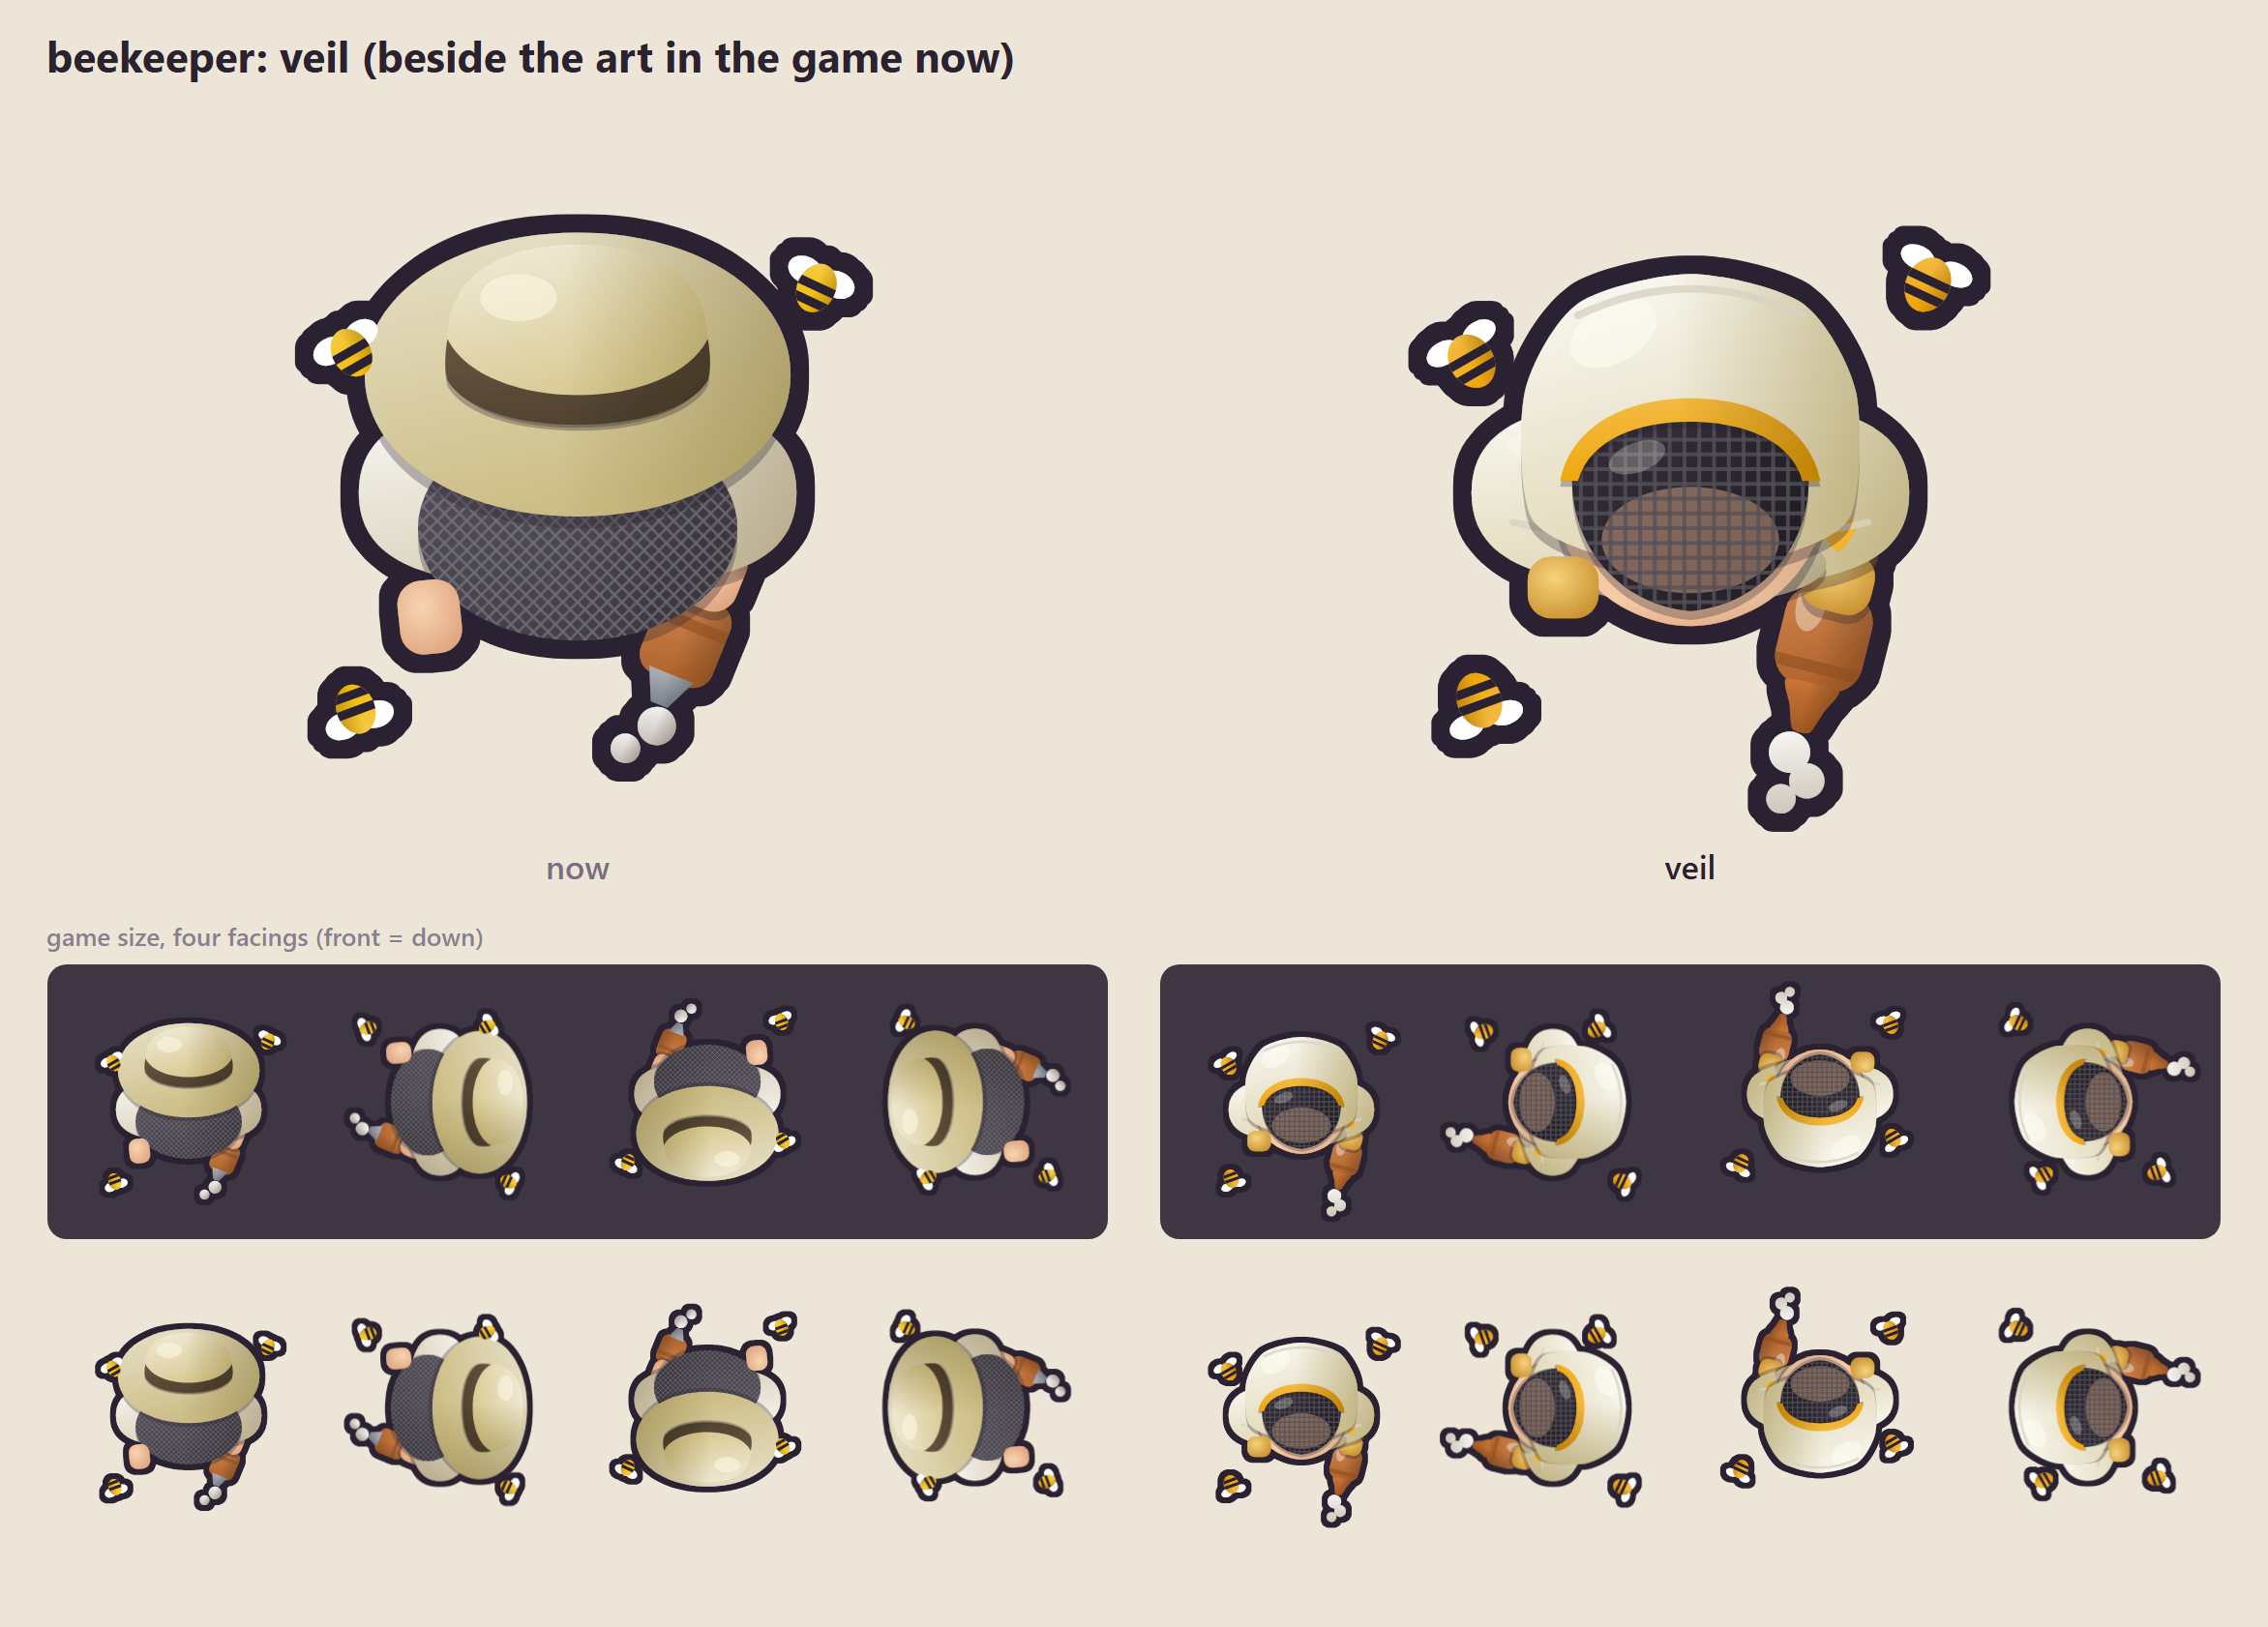 beekeeper: veil (beside the art in the game now)
now
veil
game size, four facings (front = down)